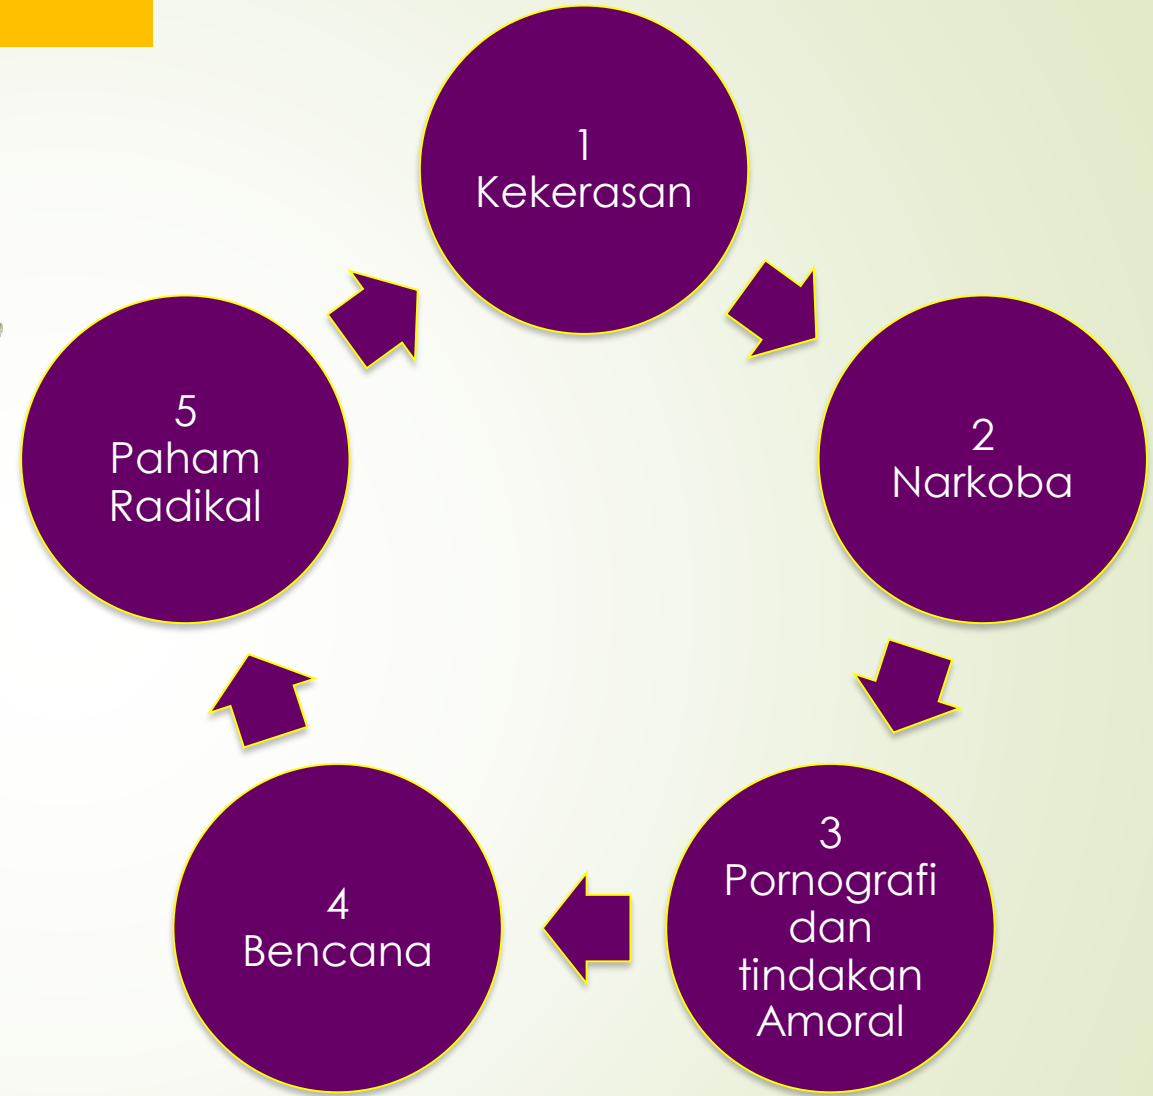 1
Kekerasan
2
Narkoba
3
Pornografi
dan
tindakan
Amoral
4
Bencana
5
Paham
Radikal